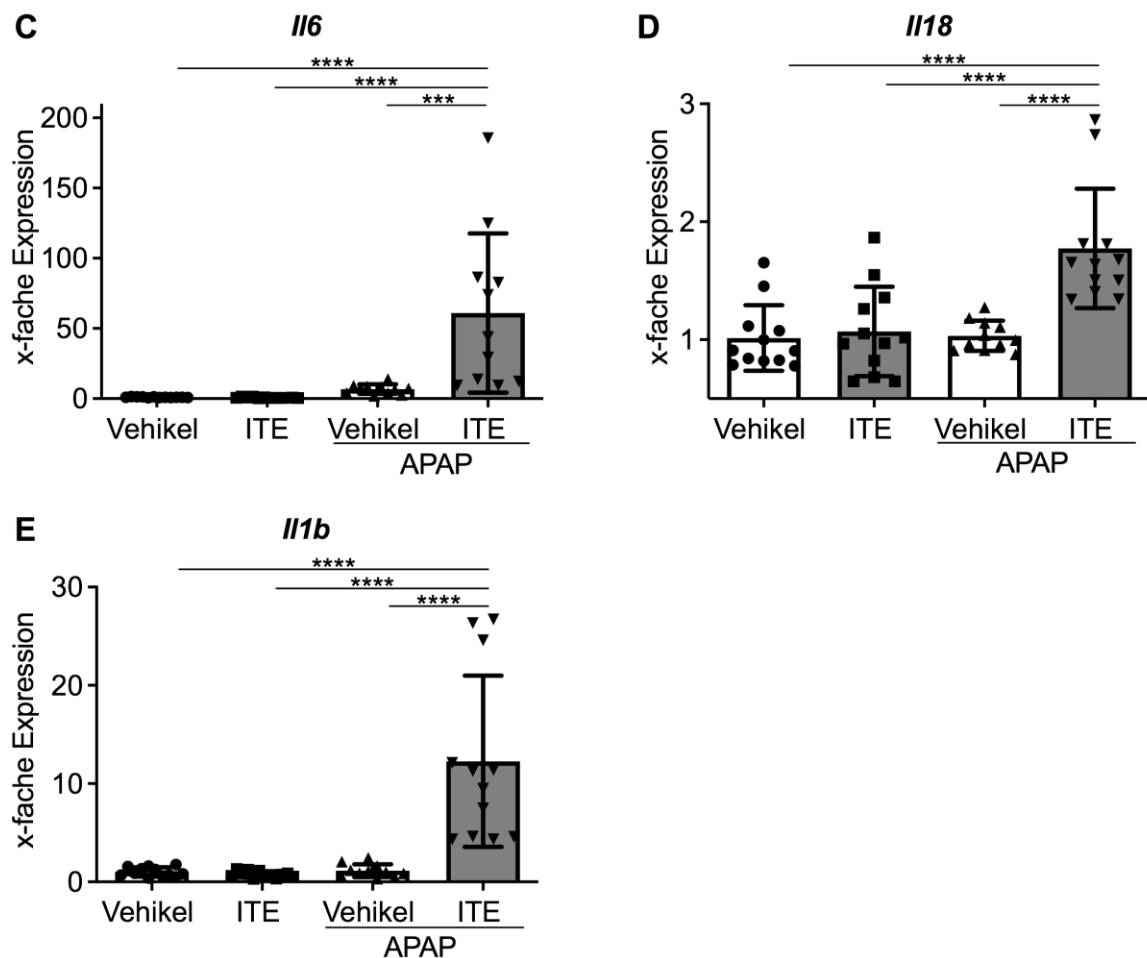 C
Il6
****
****
***
x-fache Expression
200
150
100
50
0
Vehikel ITE Vehikel ITE
APAP
D
Il18
****
****
****
x-fache Expression
3
2
1
Vehikel ITE Vehikel ITE
APAP
E
Il1b
****
****
****
x-fache Expression
30
20
10
0
Vehikel ITE Vehikel ITE
APAP